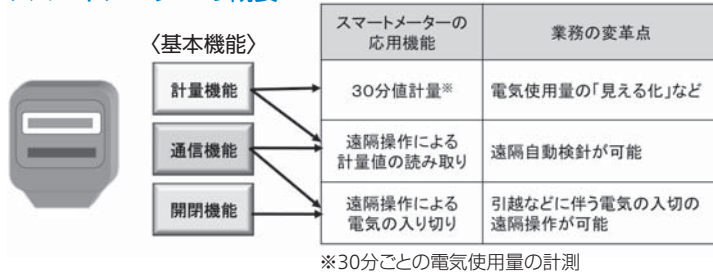 〈基本機能〉
計量機能
通信機能
開閉機能
スマートメーターの
応用機能
業務の変革点
30分値計量※
電気使用量の「見える化」など
遠隔操作による
計量値の読み取り
遠隔自動検針が可能
遠隔操作による
電気の入り切り
引越などに伴う電気の入切の
遠隔操作が可能
※30分ごとの電気使用量の計測